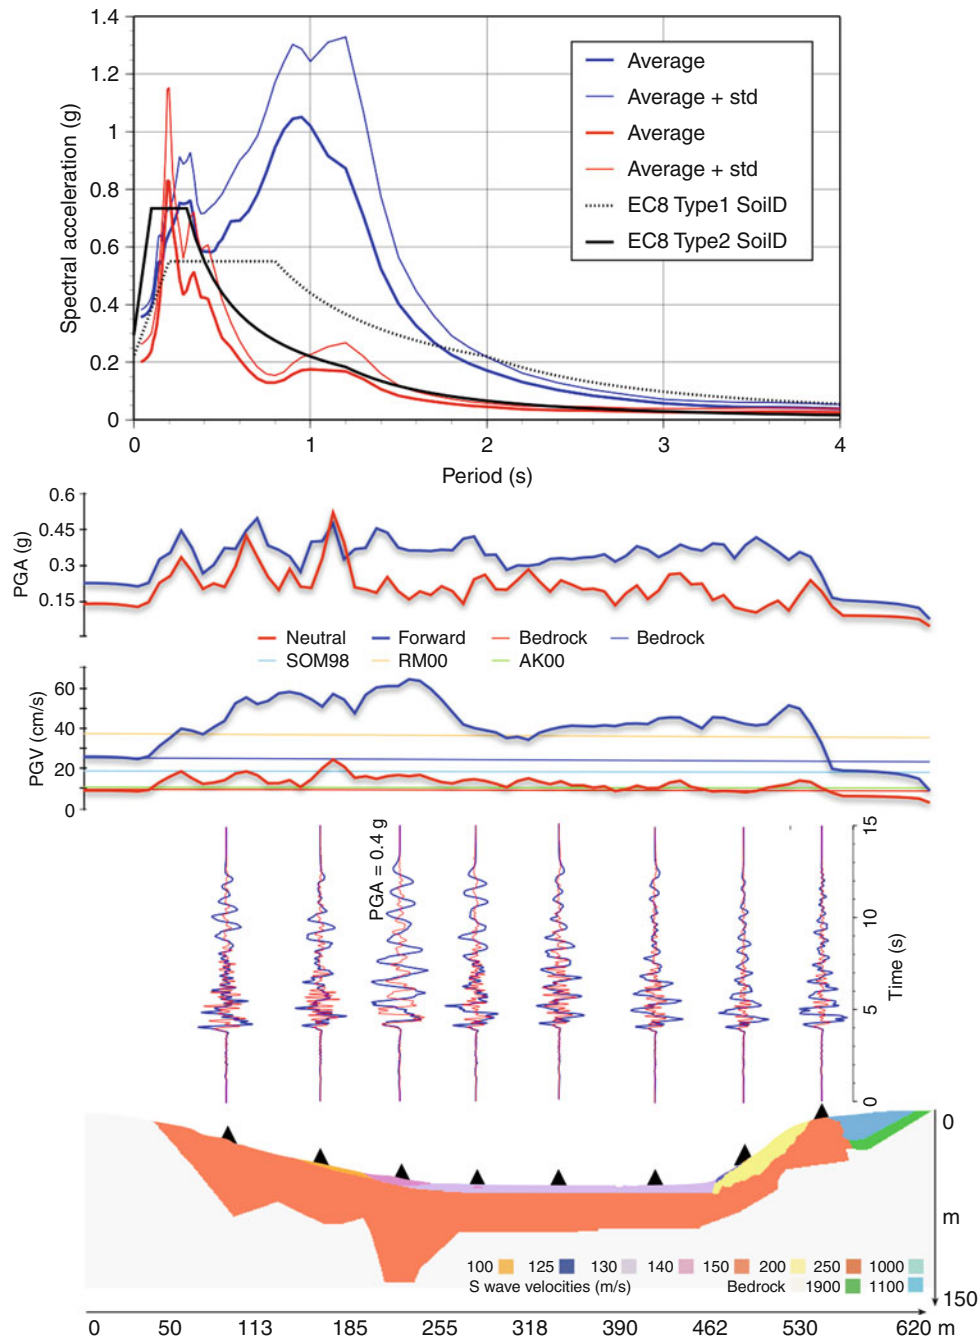 1.4
1.2
1
0.8
0.6
0.4
0.2
0
Spectral acceleration (g)
Average
Average + std
Average
Average + std
EC8 Type1 SoilD
EC8 Type2 SoilD
0 1 2 3 4
Period (s)
0.6
0.45
0.3
0.15
PGA (g)
Neutral Forward Bedrock Bedrock
SOM98 RM00 AK00
60
40
20
0
PGV (cm/s)
PGA = 0.4 g
15
10
5
0
Time (s)
0
m
150
100 125 130 140 150 200 250 1000
S wave velocities (m/s) Bedrock 1900 1100
0 50 113 185 255 318 390 462 530 620 m